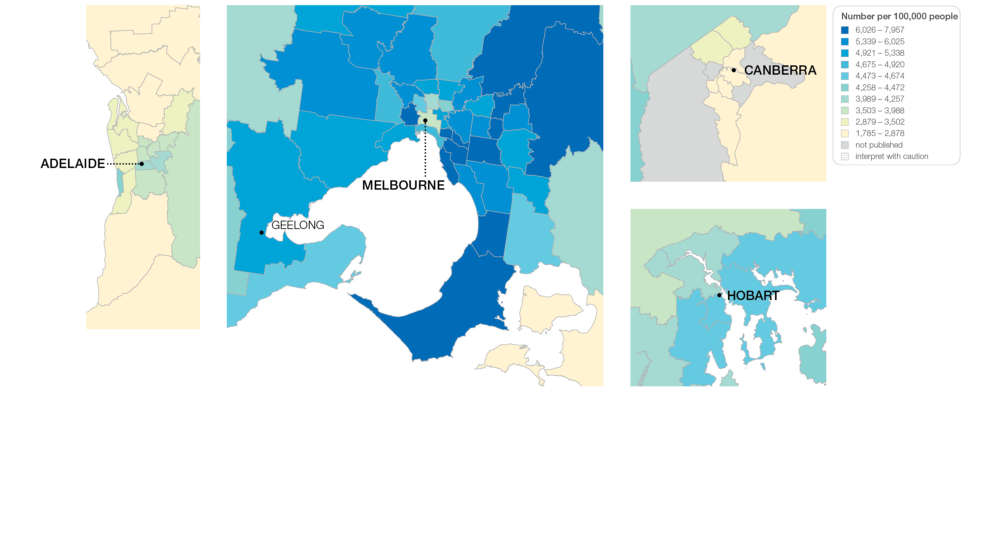 ADELAIDE
MELBOURNE
GEELONG
CANBERRA
HOBART
Number per 100,000 people
6,026 – 7,957
5,339 – 6,025
4,921 – 5,338
4,675 – 4,920
4,473 – 4,674
4,258 – 4,472
3,989 – 4,257
3,503 – 3,988
2,879 – 3,502
1,785 – 2,878
not published
interpret with caution